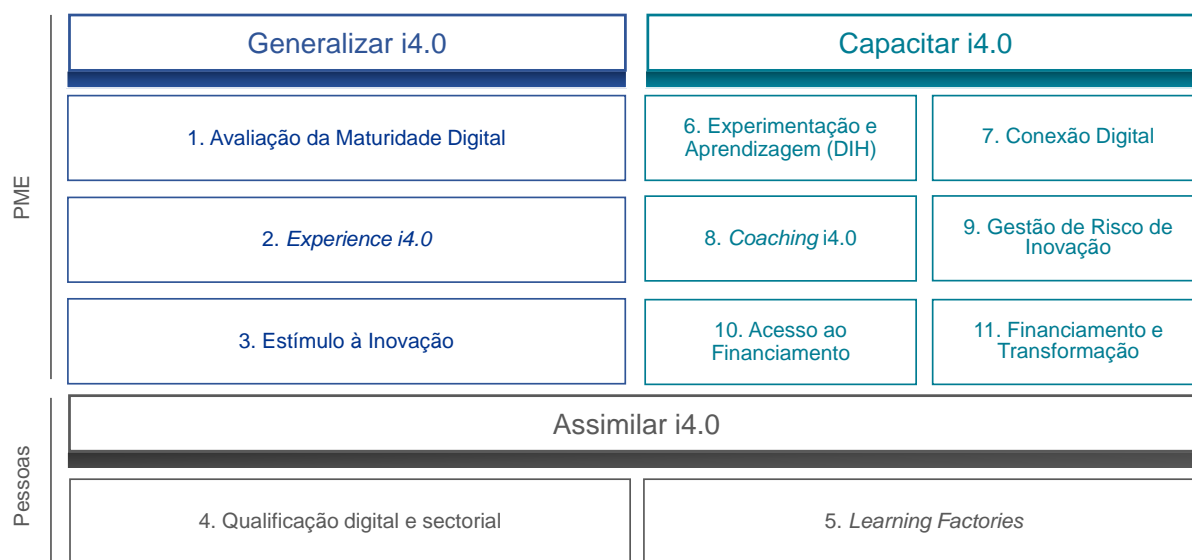 PME
Generalizar i4.0
1. Avaliação da Maturidade Digital
2. Experience i4.0
3. Estímulo à Inovação
Capacitar i4.0
6. Experimentação e
Aprendizagem (DIH)
7. Conexão Digital
8. Coaching i4.0
9. Gestão de Risco de
Inovação
10. Acesso ao
Financiamento
11. Financiamento e
Transformação
Pessoas
Assimilar i4.0
4. Qualificação digital e sectorial
5. Learning Factories